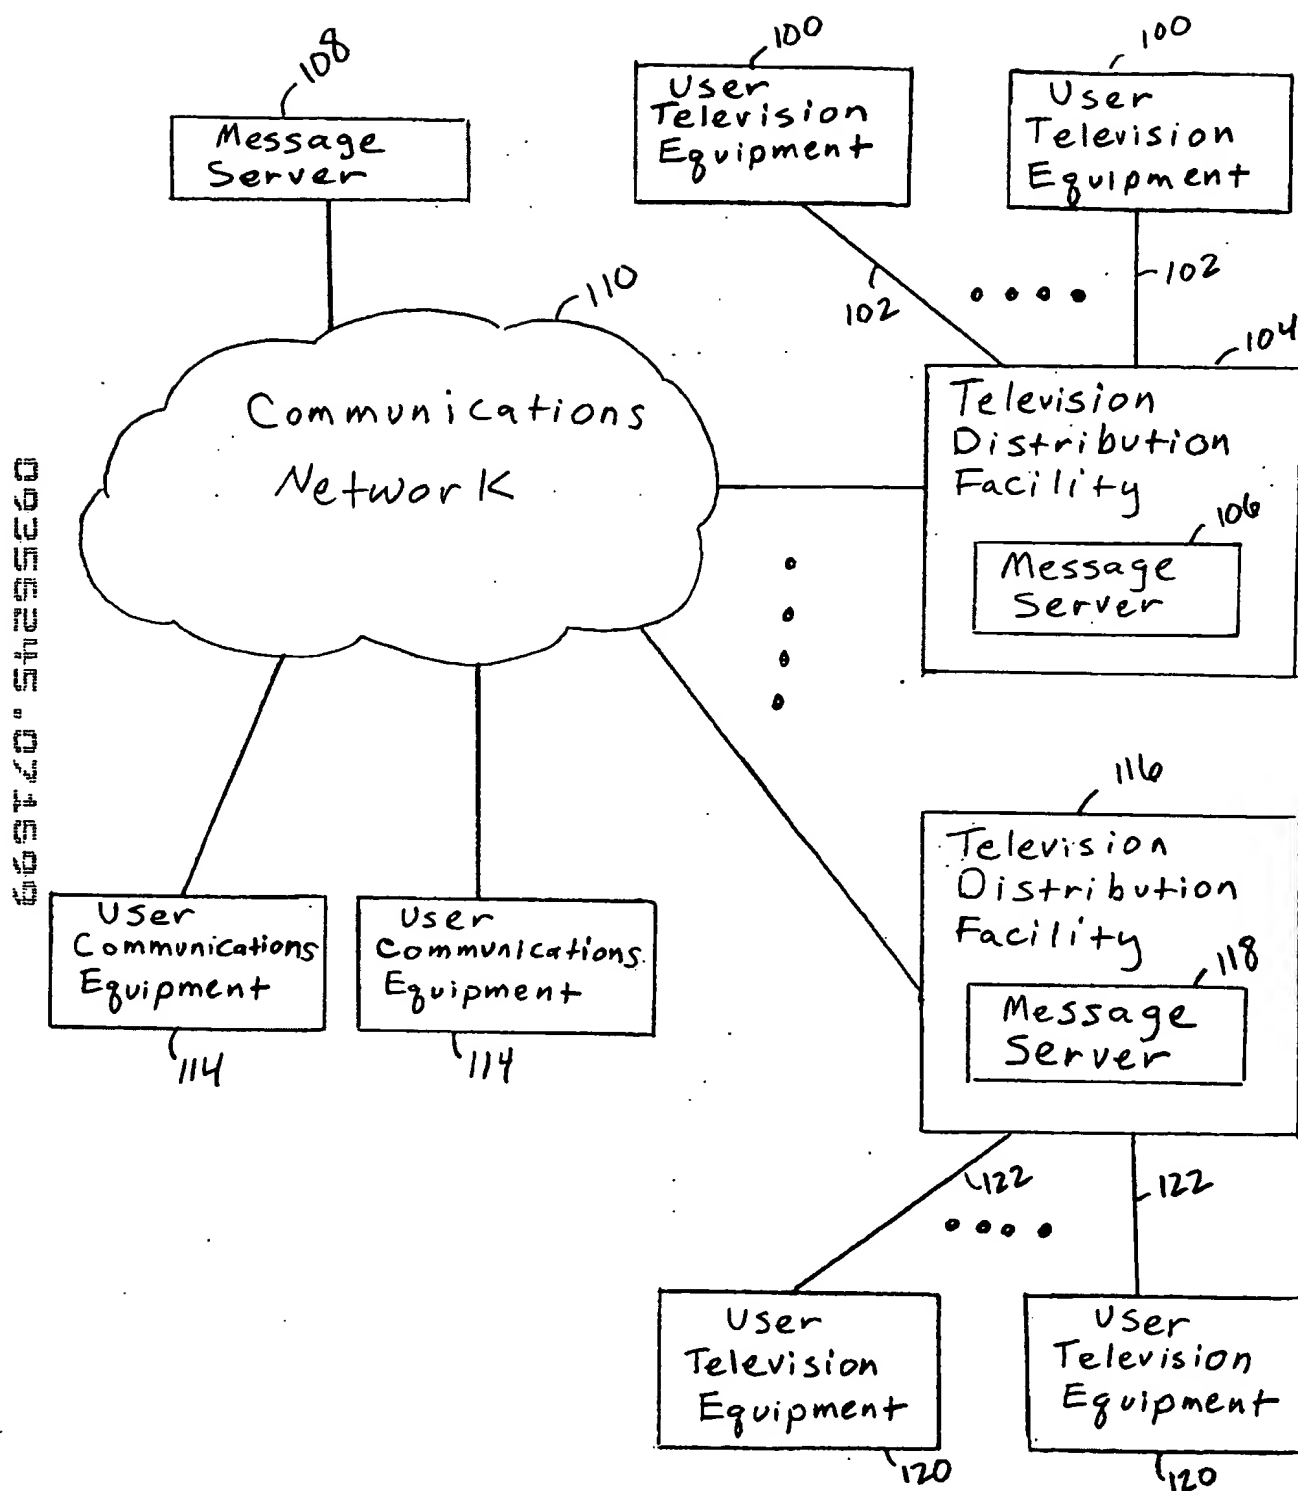 108
Message
Server
100
User
Television
Equipment
100
User
Television
Equipment
102
102
110
Communications
Network
104
Television
Distribution
Facility
106
Message
Server
09355245.071599
User
Communications
Equipment
114
User
Communications
Equipment
114
116
Television
Distribution
Facility
118
Message
Server
122
122
User
Television
Equipment
120
User
Television
Equipment
120